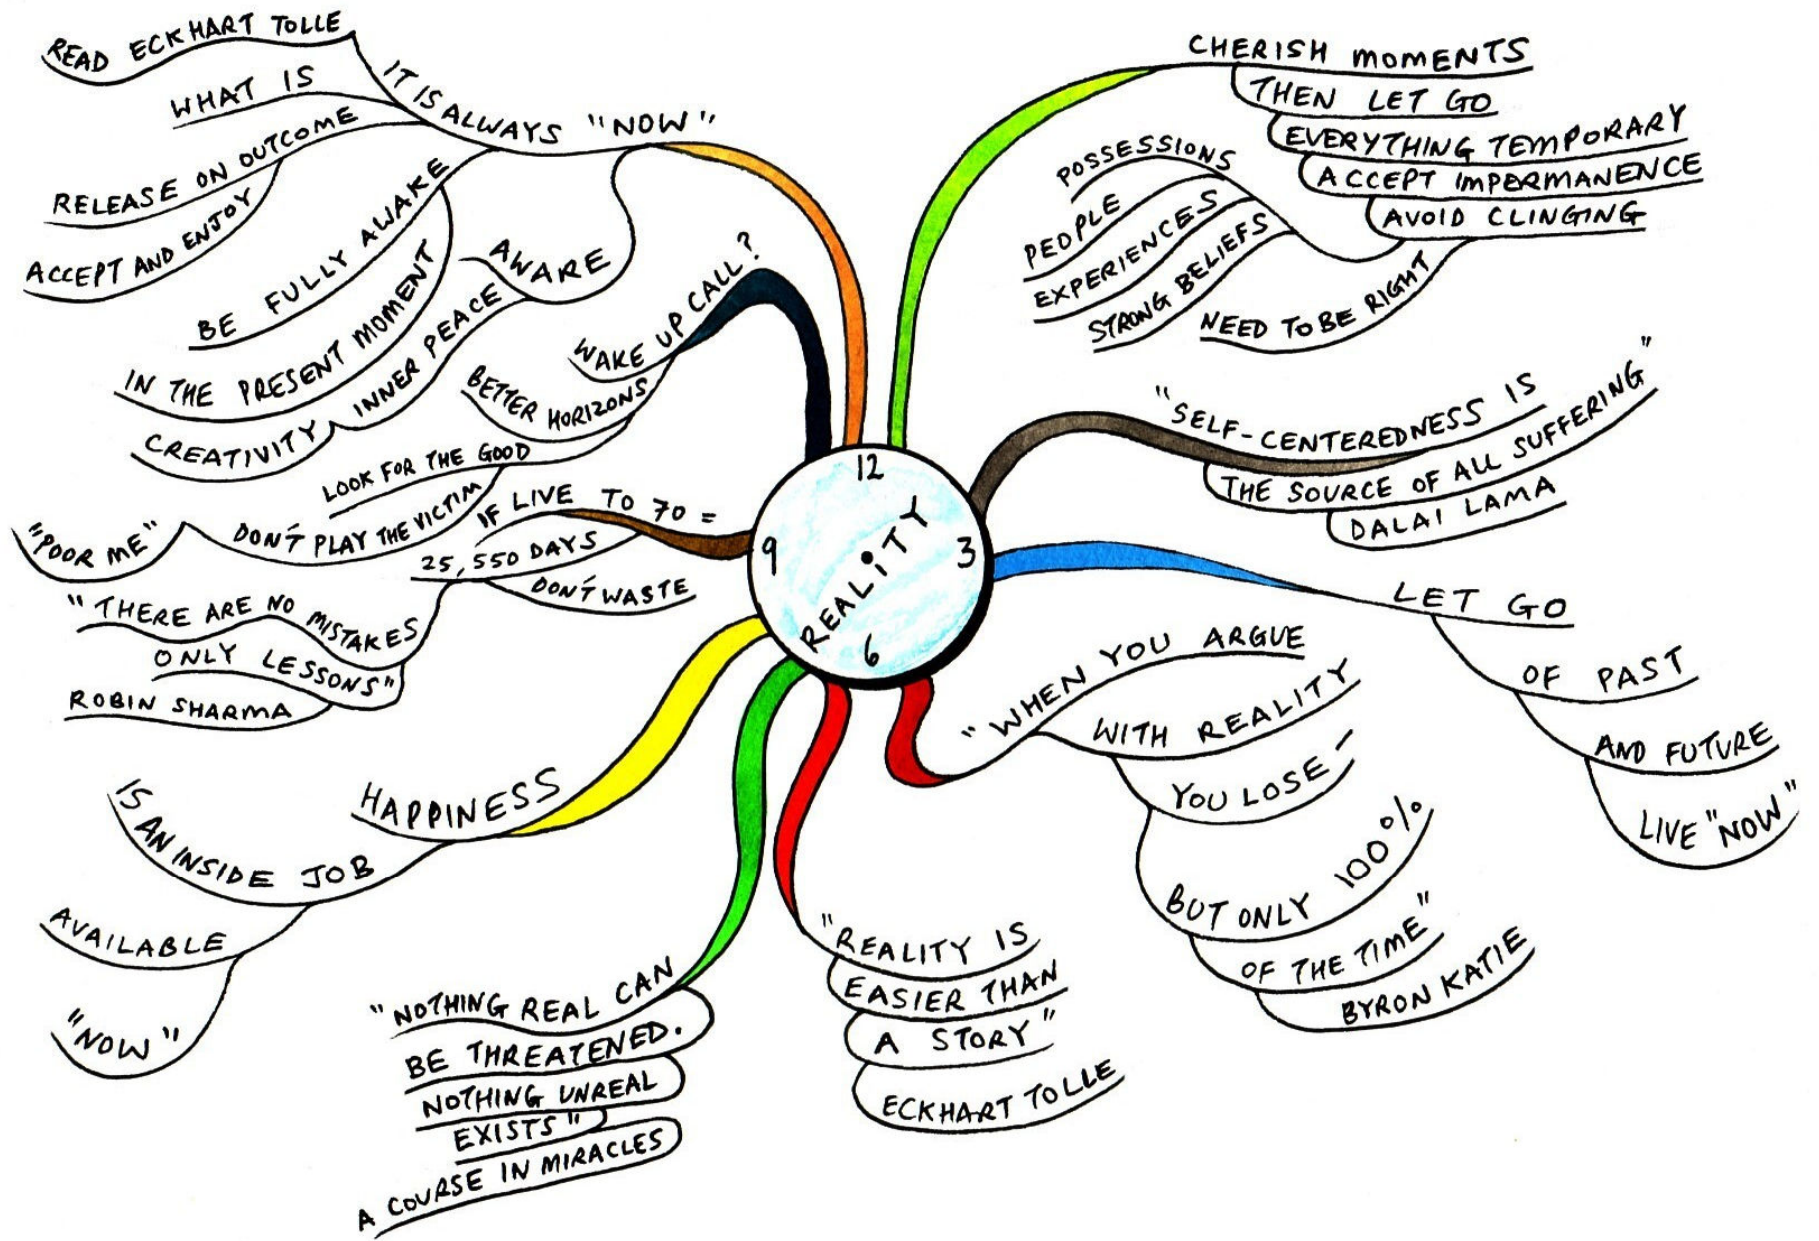 12
3
6
9
REALITY
CHERISH MOMENTS
THEN LET GO
EVERYTHING TEMPORARY
ACCEPT IMPERMANENCE
AVOID CLINGING
POSSESSIONS
PEOPLE
EXPERIENCES
STRONG BELIEFS
NEED TO BE RIGHT
"SELF-CENTEREDNESS IS
THE SOURCE OF ALL SUFFERING"
DALAI LAMA
LET GO
OF PAST
AND FUTURE
LIVE "NOW"
"WHEN YOU ARGUE
WITH REALITY
YOU LOSE -
BUT ONLY 100%
OF THE TIME"
BYRON KATIE
"REALITY IS
EASIER THAN
A STORY"
ECKHART TOLLE
"NOTHING REAL CAN
BE THREATENED.
NOTHING UNREAL
EXISTS"
A COURSE IN MIRACLES
HAPPINESS
IS AN INSIDE JOB
AVAILABLE
"NOW"
IF LIVE TO 70 =
25,550 DAYS
DON'T WASTE
"THERE ARE NO MISTAKES
ONLY LESSONS"
ROBIN SHARMA
WAKE UP CALL?
BETTER HORIZONS
LOOK FOR THE GOOD
DON'T PLAY THE VICTIM
"POOR ME"
IT IS ALWAYS "NOW"
READ ECKHART TOLLE
WHAT IS
RELEASE ON OUTCOME
ACCEPT AND ENJOY
BE FULLY AWAKE
IN THE PRESENT MOMENT
AWARE
INNER PEACE
CREATIVITY